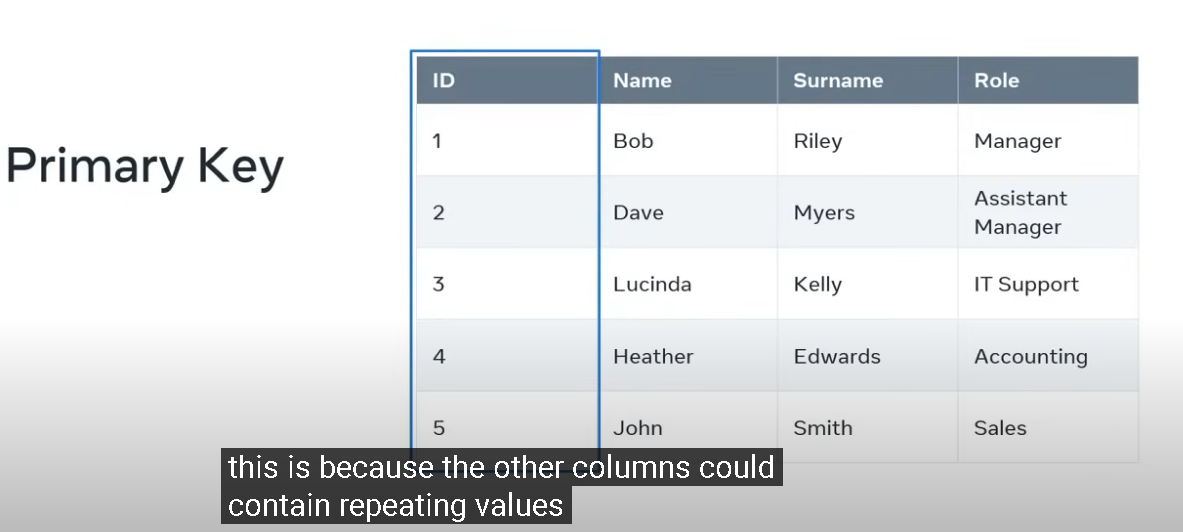 Primary Key
ID Name Surname Role
1 Bob Riley Manager
2 Dave Myers Assistant Manager
3 Lucinda Kelly IT Support
4 Heather Edwards Accounting
5 John Smith Sales
this is because the other columns could
contain repeating values